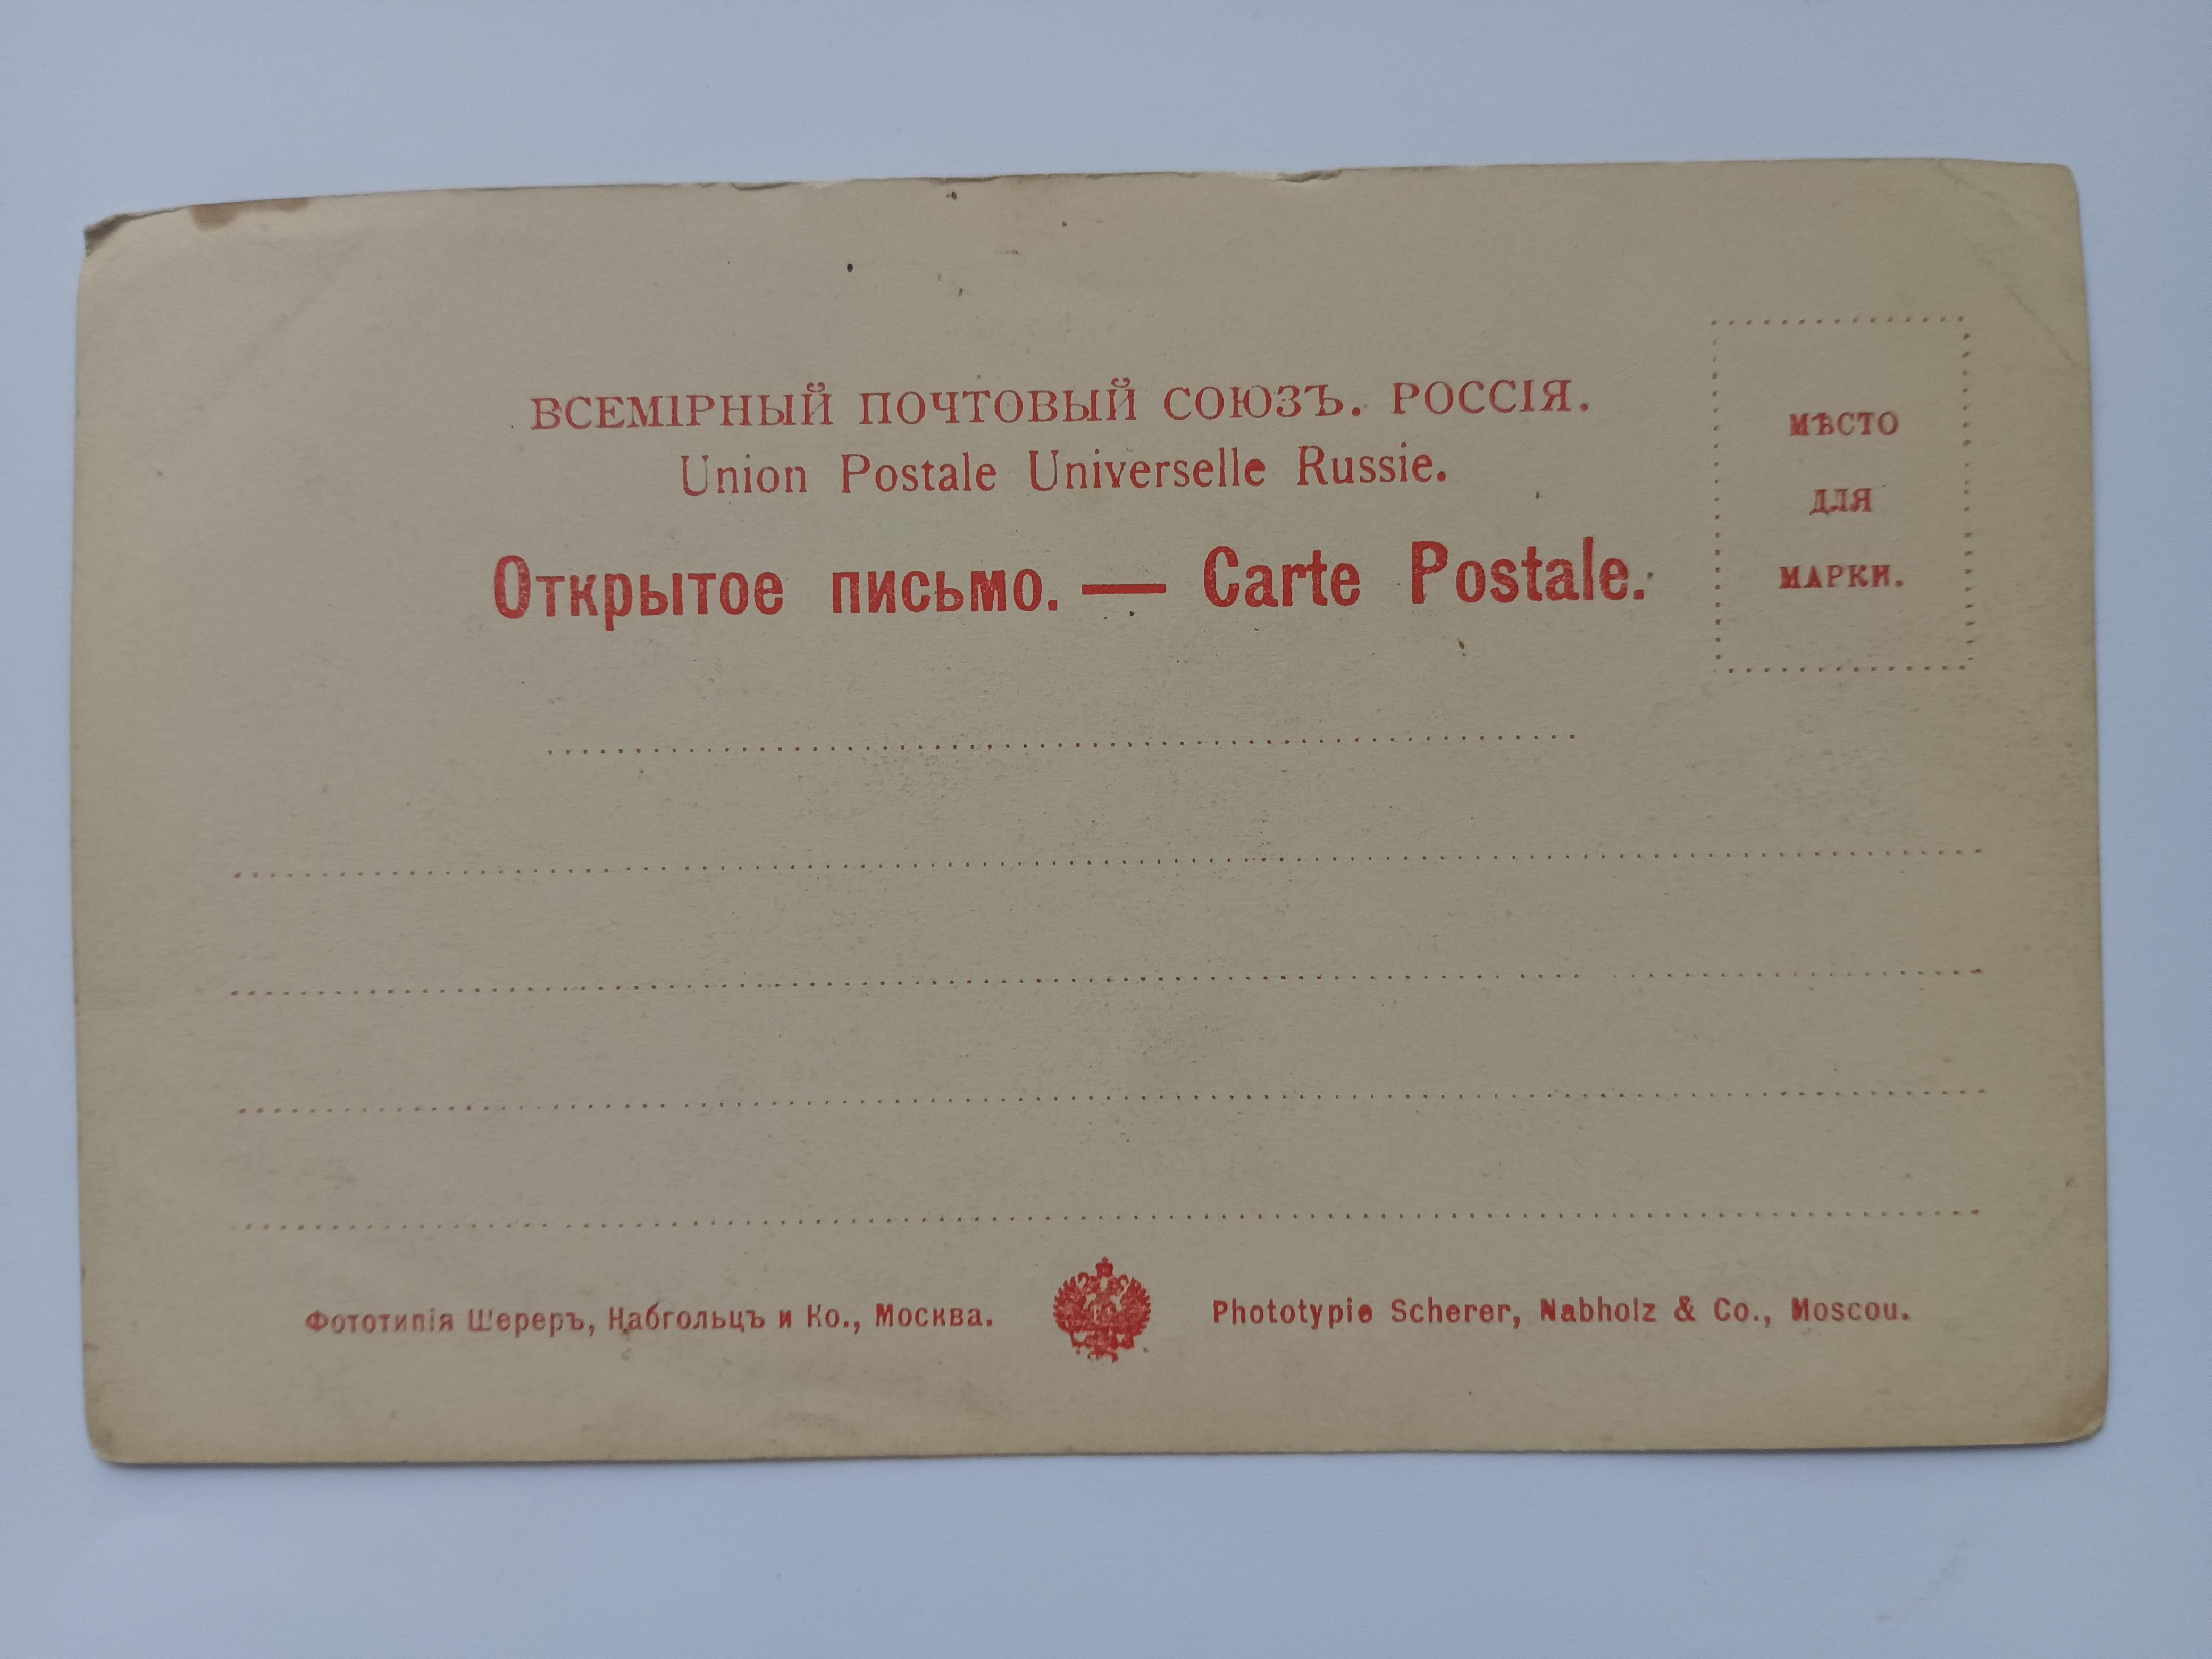 ВСЕМІРНЫЙ ПОЧТОВЫЙ СОЮЗЪ. РОССІЯ.
Union Postale Universelle Russie.
Открытое письмо. — Carte Postale.
МѢСТО
ДЛЯ
МАРКИ.
Фототипія Шереръ, Набгольцъ и Ко., Москва.
Phototypie Scherer, Nabholz & Co., Moscou.